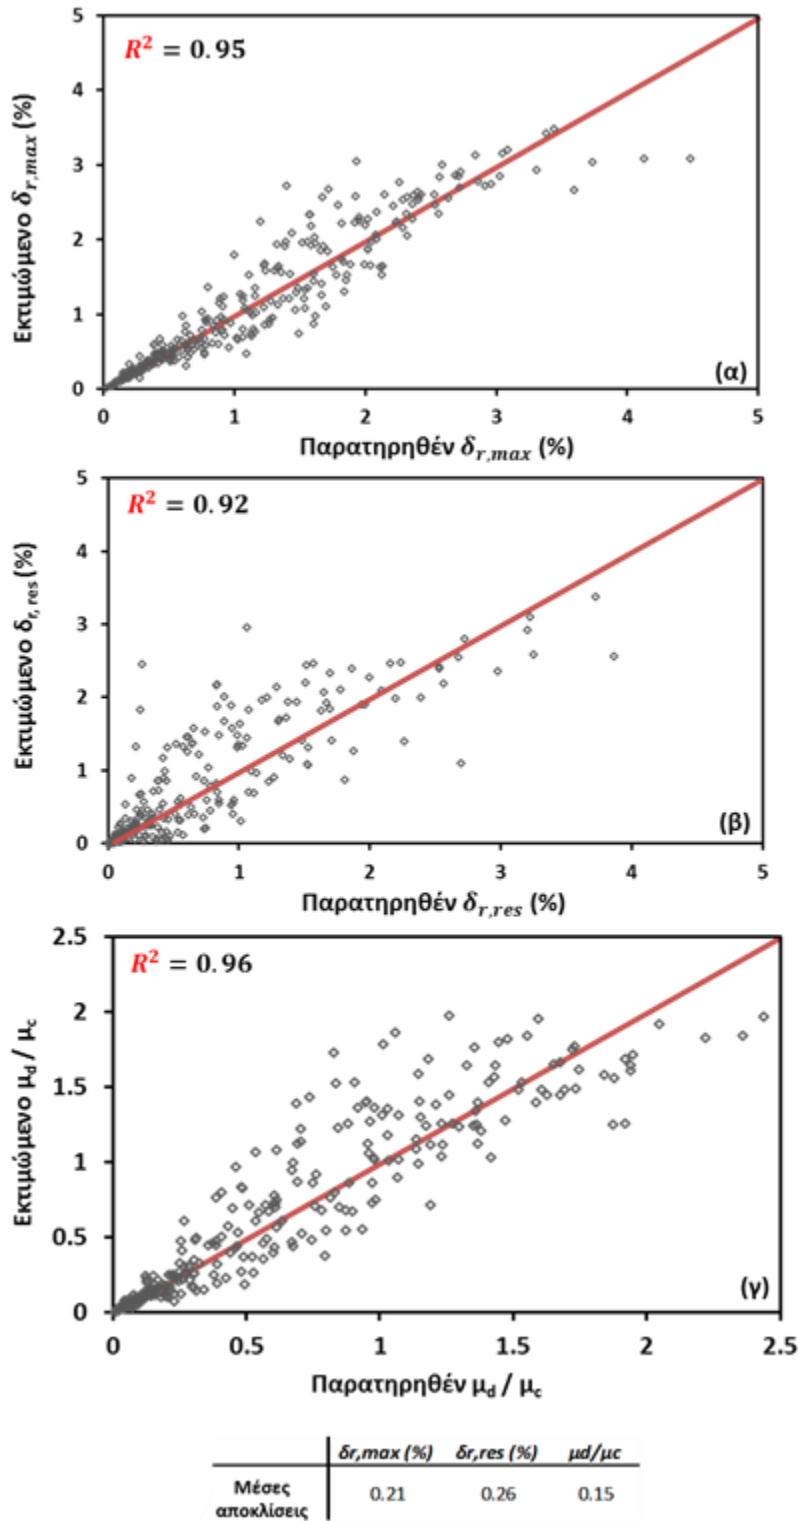 R² = 0.95
Εκτιμώμενο δr,max (%)
5
4
3
2
1
0
(α)
0 1 2 3 4 5
Παρατηρηθέν δr,max (%)
R² = 0.92
Εκτιμώμενο δr, res (%)
5
4
3
2
1
0
(β)
0 1 2 3 4 5
Παρατηρηθέν δr,res (%)
R² = 0.96
Εκτιμώμενο μd / μc
2.5
2
1.5
1
0.5
0
(γ)
0 0.5 1 1.5 2 2.5
Παρατηρηθέν μd / μc
δr,max (%) δr,res (%) μd/μc
Μέσες
αποκλίσεις 0.21 0.26 0.15